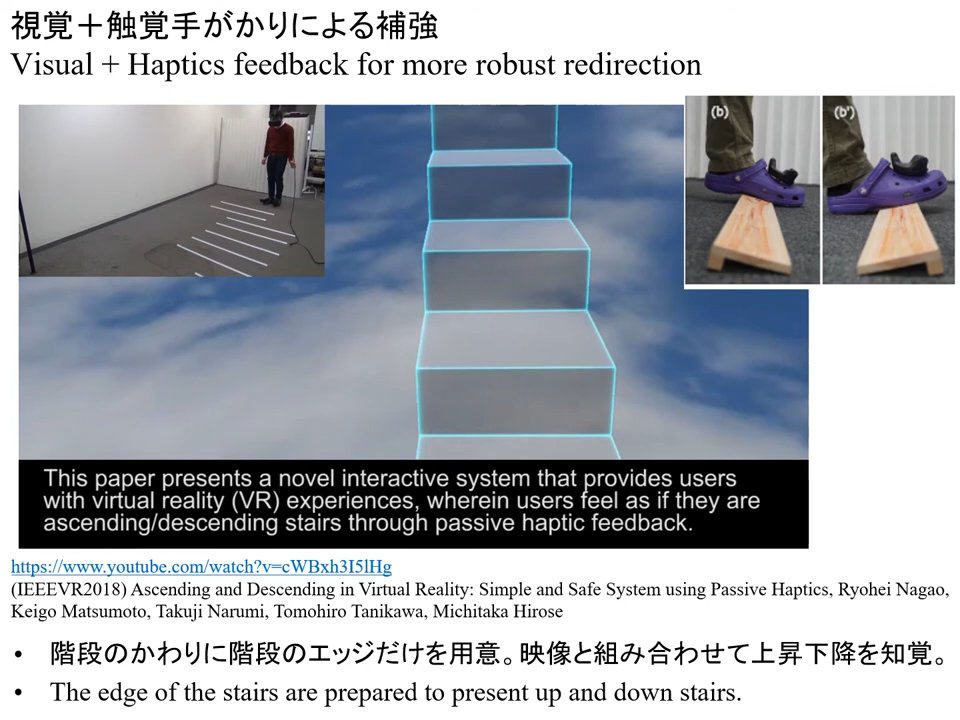 視覚＋触覚手がかりによる補強
Visual + Haptics feedback for more robust redirection
(b)
(b')
This paper presents a novel interactive system that provides users
with virtual reality (VR) experiences, wherein users feel as if they are
ascending/descending stairs through passive haptic feedback.
https://www.youtube.com/watch?v=cWBxh3I5lHg
(IEEEVR2018) Ascending and Descending in Virtual Reality: Simple and Safe System using Passive Haptics, Ryohei Nagao,
Keigo Matsumoto, Takuji Narumi, Tomohiro Tanikawa, Michitaka Hirose
• 階段のかわりに階段のエッジだけを用意。映像と組み合わせて上昇下降を知覚。
• The edge of the stairs are prepared to present up and down stairs.